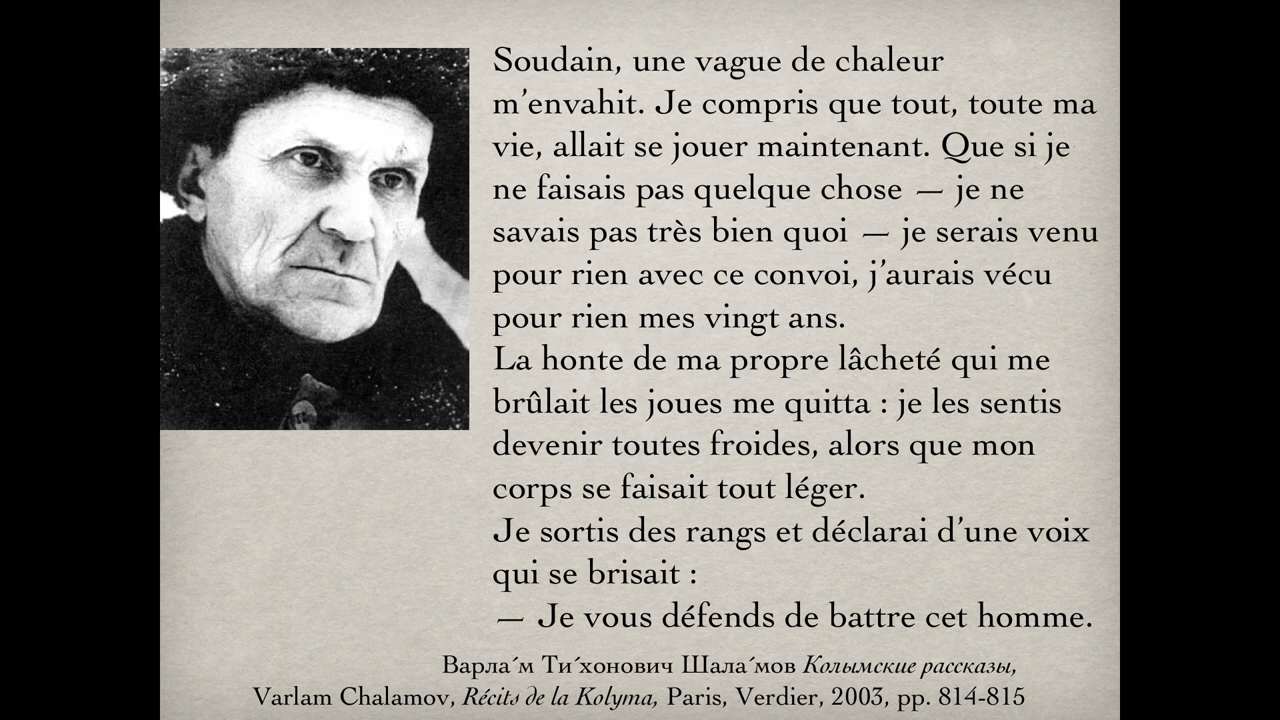 Soudain, une vague de chaleur
m’envahit. Je compris que tout, toute ma
vie, allait se jouer maintenant. Que si je
ne faisais pas quelque chose — je ne
savais pas très bien quoi — je serais venu
pour rien avec ce convoi, j’aurais vécu
pour rien mes vingt ans.
La honte de ma propre lâcheté qui me
brûlait les joues me quitta : je les sentis
devenir toutes froides, alors que mon
corps se faisait tout léger.
Je sortis des rangs et déclarai d’une voix
qui se brisait :
— Je vous défends de battre cet homme.
Варла´м Ти´хонович Шала´мов Колымские рассказы,
Varlam Chalamov, Récits de la Kolyma, Paris, Verdier, 2003, pp. 814-815